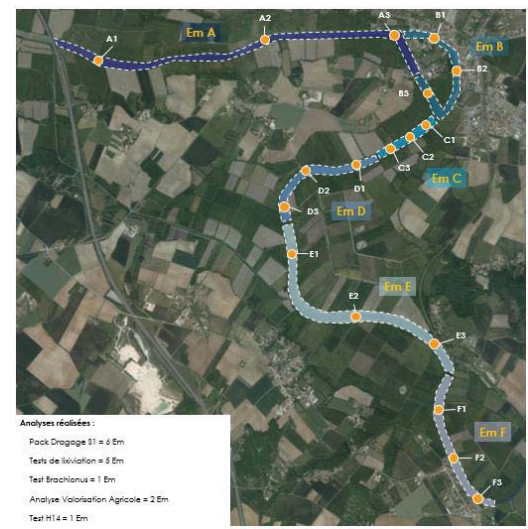 A1
Em A
A2
A3
B1
Em B
B2
B3
C1
C2
C3
Em C
D1
D2
D3
Em D
E1
E2
Em E
E3
F1
Em F
F2
F3
Analyses réalisées :
Pack Dragage S1 = 6 Em
Tests de lixiviation = 5 Em
Test Brachionus = 1 Em
Analyse Valorisation Agricole = 2 Em
Test H14 = 1 Em